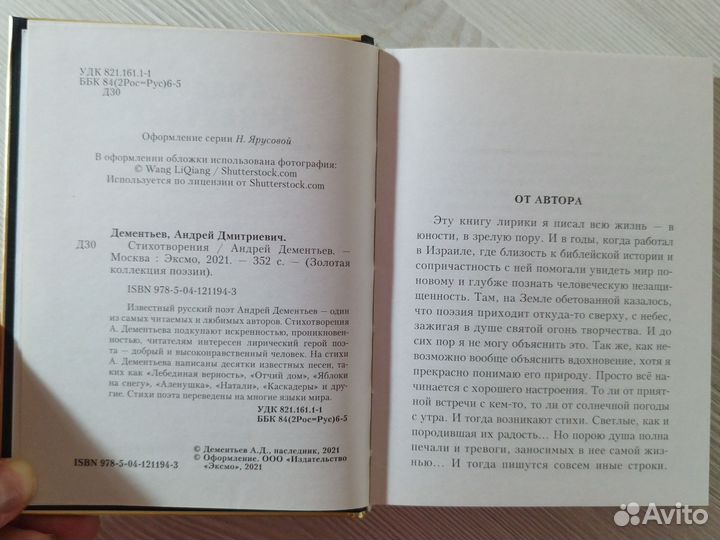 УДК 821.161.1-1
ББК 84(2Рос=Рус)6-5
Д30
Оформление серии Н. Ярусовой
В оформлении обложки использована фотография:
© Wang LiQiang / Shutterstock.com
Используется по лицензии от Shutterstock.com
Дементьев, Андрей Дмитриевич.
Д30 Стихотворения / Андрей Дементьев. —
Москва : Эксмо, 2021. — 352 с. — (Золотая
коллекция поэзии).
ISBN 978-5-04-121194-3
Известный русский поэт Андрей Дементьев — один
из самых читаемых и любимых авторов. Стихотворения
А. Дементьева подкупают искренностью, проникновен-
ностью, читателям интересен лирический герой поэ-
та — добрый и высоконравственный человек. На стихи
А. Дементьева написаны десятки известных песен, та-
ких как «Лебединая верность», «Отчий дом», «Яблоки
на снегу», «Аленушка», «Натали», «Каскадеры» и дру-
гие. Стихи поэта переведены на многие языки мира.
УДК 821.161.1-1
ББК 84(2Рос=Рус)6-5
© Дементьев А.Д., наследник, 2021
© Оформление. ООО «Издательство
ISBN 978-5-04-121194-3 «Эксмо», 2021
ОТ АВТОРА
Эту книгу лирики я писал всю жизнь — в
юности, в зрелую пору. И в годы, когда работал
в Израиле, где близость к библейской истории и
сопричастность с ней помогали увидеть мир по-
новому и глубже познать человеческую незащи-
щенность. Там, на Земле обетованной казалось,
что поэзия приходит откуда-то сверху, с небес,
зажигая в душе святой огонь творчества. И до
сих пор я не могу объяснить это. Так же, как не-
возможно вообще объяснить вдохновение, хотя я
прекрасно понимаю его природу. Просто всё на-
чинается с хорошего настроения. То ли от прият-
ной встречи с кем-то, то ли от солнечной погоды
с утра. И тогда возникают стихи. Светлые, как и
породившая их радость... Но порою душа полна
печали и тревоги, заносимых в нее самой жиз-
нью... И тогда пишутся совсем иные строки.
Avito